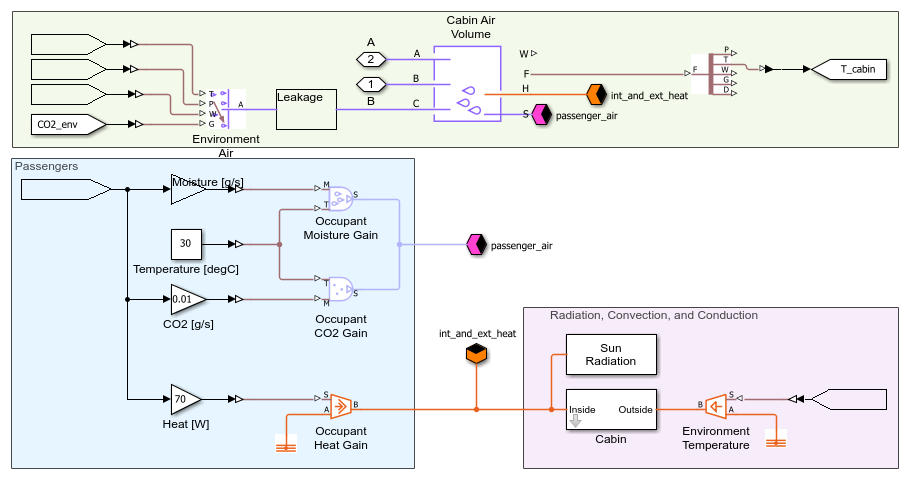 Cabin Air
Volume
A
2
A
1
B
B
C
W
F
H
S
int_and_ext_heat
passenger_air
F
P
T
W
G
D
T_cabin
CO2_env
T
P
W
G
A
Leakage
Environment
Air
Passengers
Moisture [g/s]
M
T
S
Occupant
Moisture Gain
30
Temperature [degC]
passenger_air
0.01
CO2 [g/s]
T
M
S
Occupant
CO2 Gain
70
Heat [W]
S
A
B
Occupant
Heat Gain
int_and_ext_heat
Radiation, Convection, and Conduction
Sun
Radiation
Inside
Outside
Cabin
B
S
A
Environment
Temperature